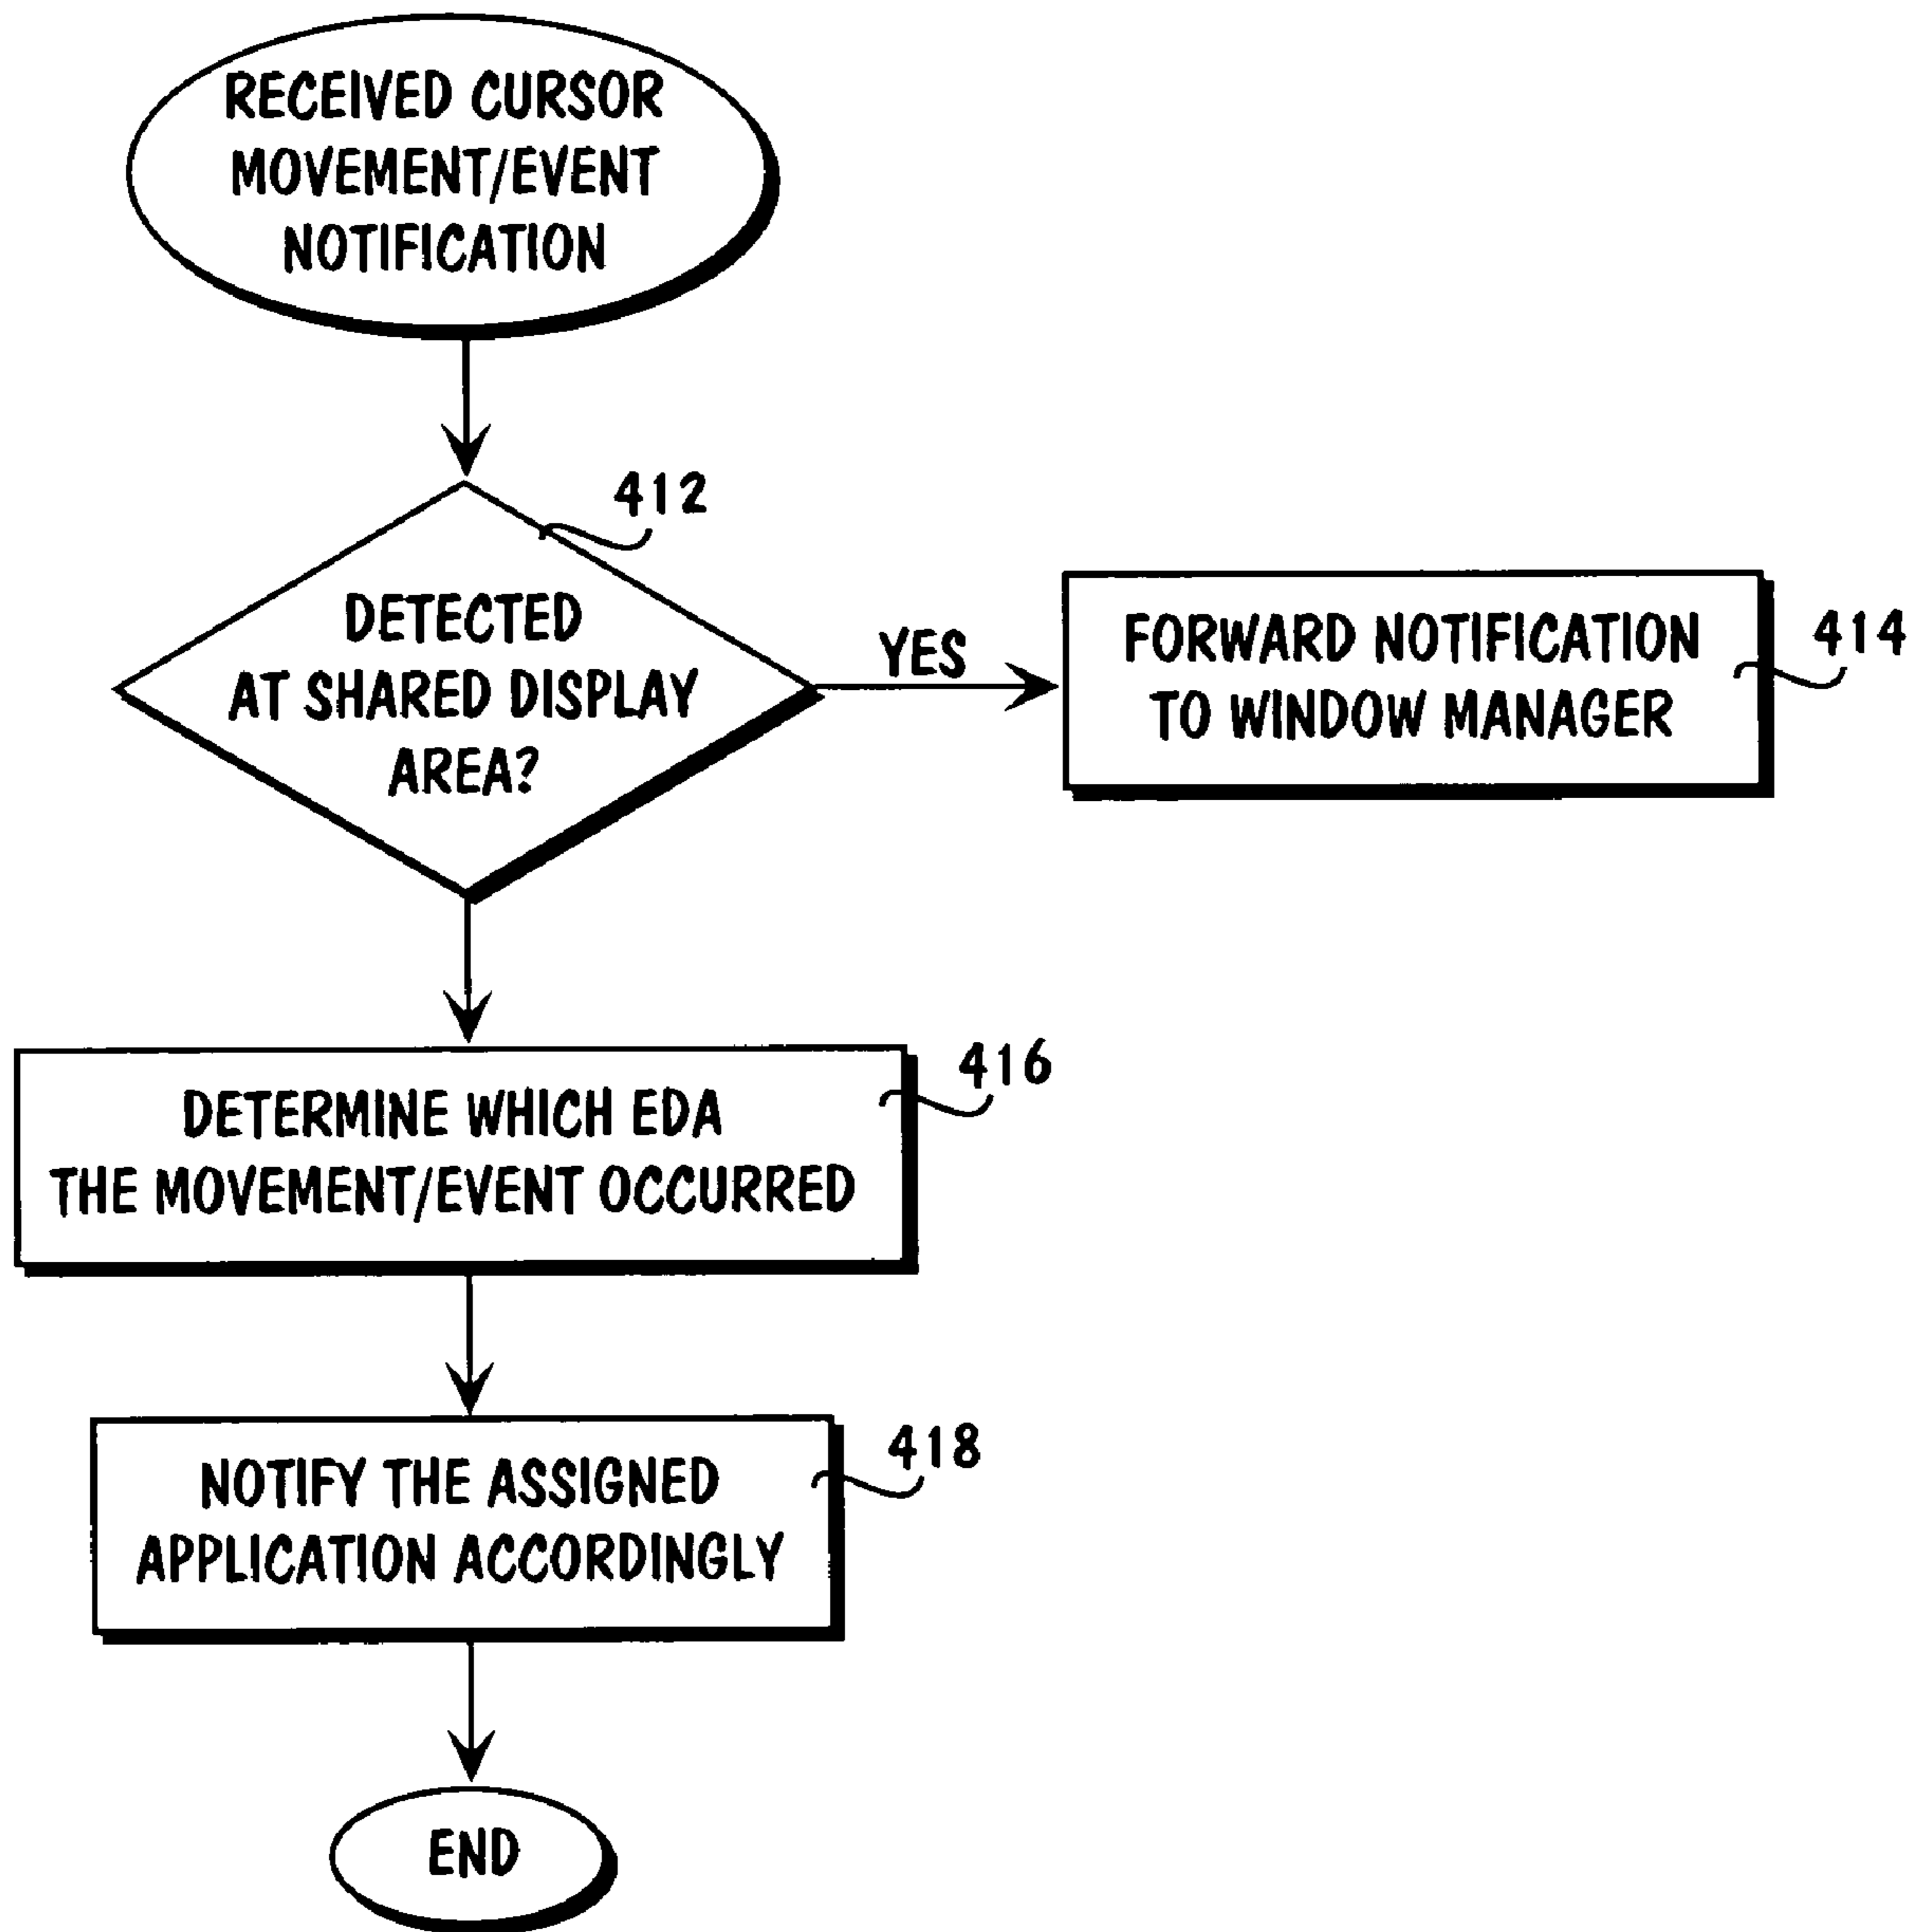 RECEIVED CURSOR
MOVEMENT/EVENT
NOTIFICATION
412
DETECTED
AT SHARED DISPLAY
AREA?
YES
FORWARD NOTIFICATION
TO WINDOW MANAGER
414
DETERMINE WHICH EDA
THE MOVEMENT/EVENT OCCURRED
416
NOTIFY THE ASSIGNED
APPLICATION ACCORDINGLY
418
END